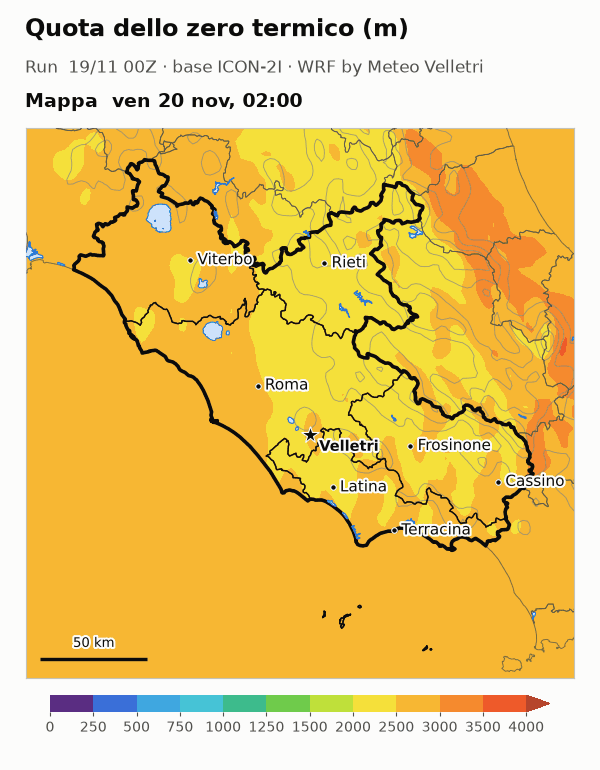 Quota dello zero termico (m)
Run  19/11 00Z · base ICON-2I · WRF by Meteo Velletri
Mappa  ven 20 nov, 02:00
Viterbo
Rieti
Roma
Velletri
Frosinone
Cassino
Latina
Terracina
50 km
0 250 500 750 1000 1250 1500 2000 2500 3000 3500 4000